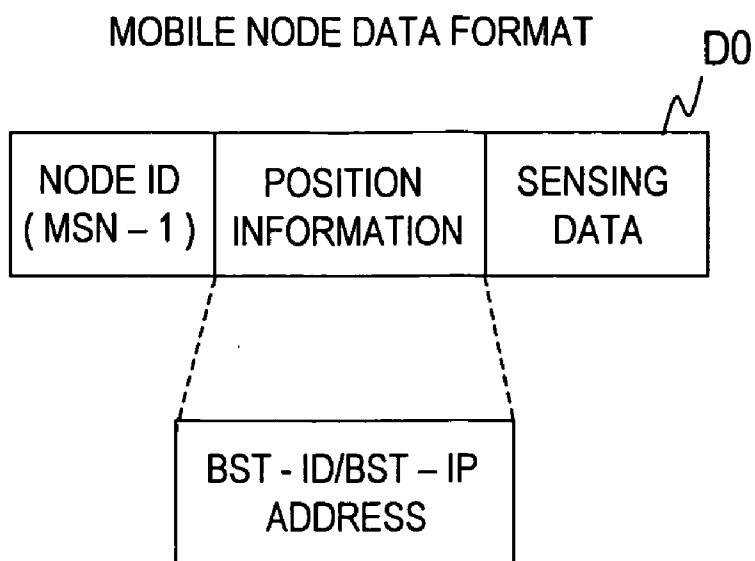 MOBILE NODE DATA FORMAT
D0
NODE ID
( MSN – 1 )
POSITION
INFORMATION
SENSING
DATA
BST - ID/BST – IP
ADDRESS